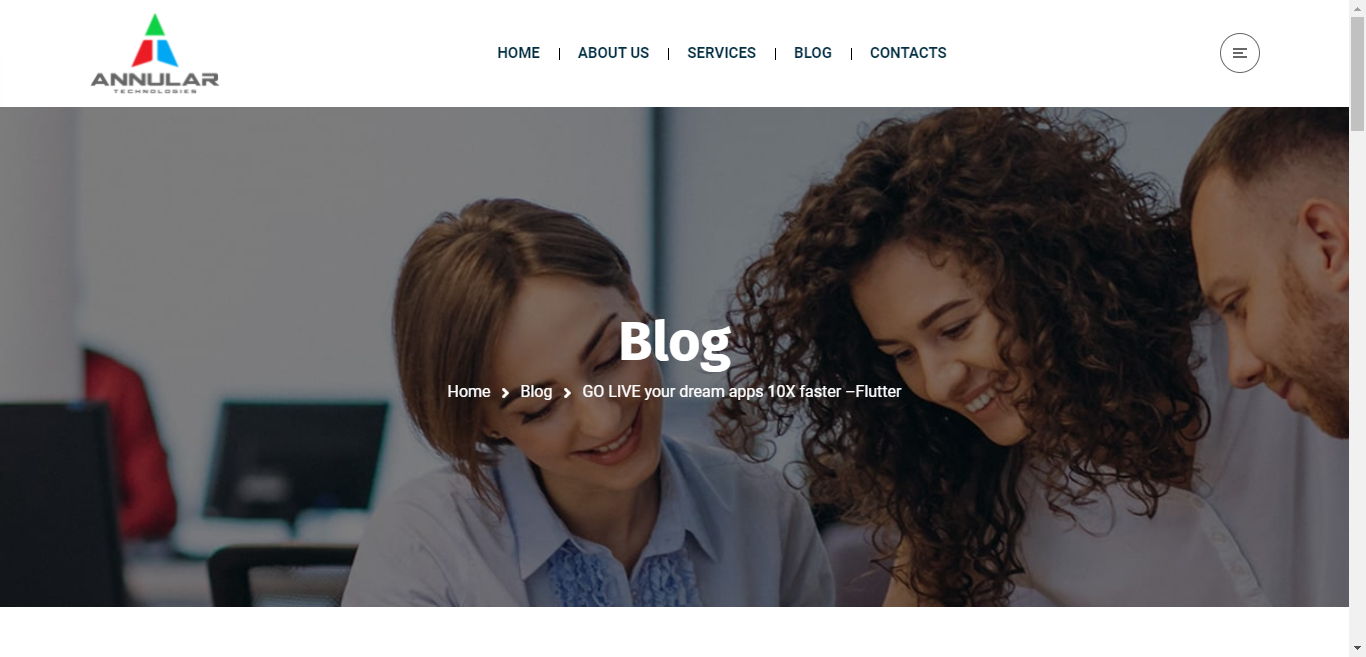 ANNULAR
TECHNOLOGIES
HOME | ABOUT US | SERVICES | BLOG | CONTACTS
Blog
Home > Blog > GO LIVE your dream apps 10X faster –Flutter